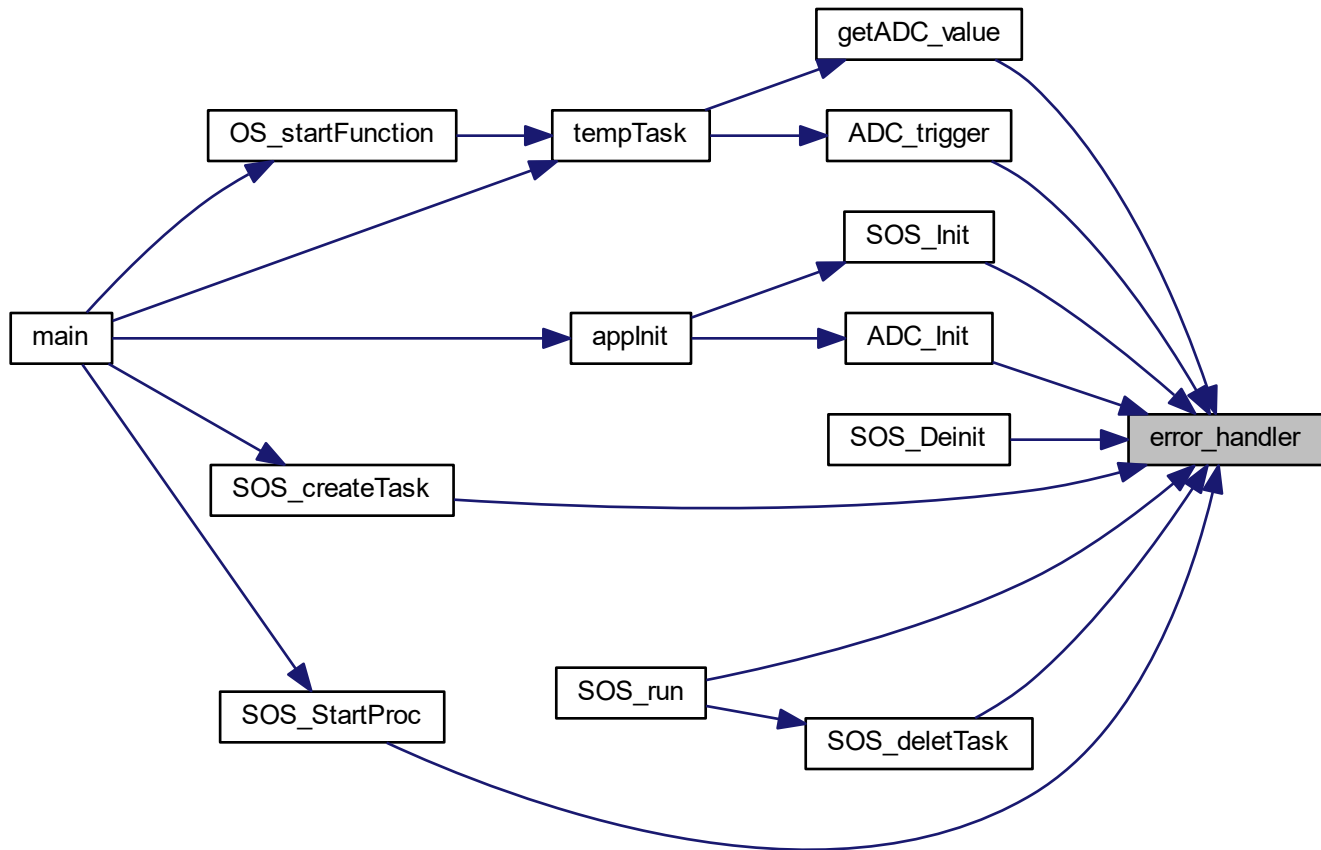 getADC_value
OS_startFunction
tempTask
ADC_trigger
SOS_Init
main
appInit
ADC_Init
SOS_Deinit
error_handler
SOS_createTask
SOS_run
SOS_StartProc
SOS_deletTask